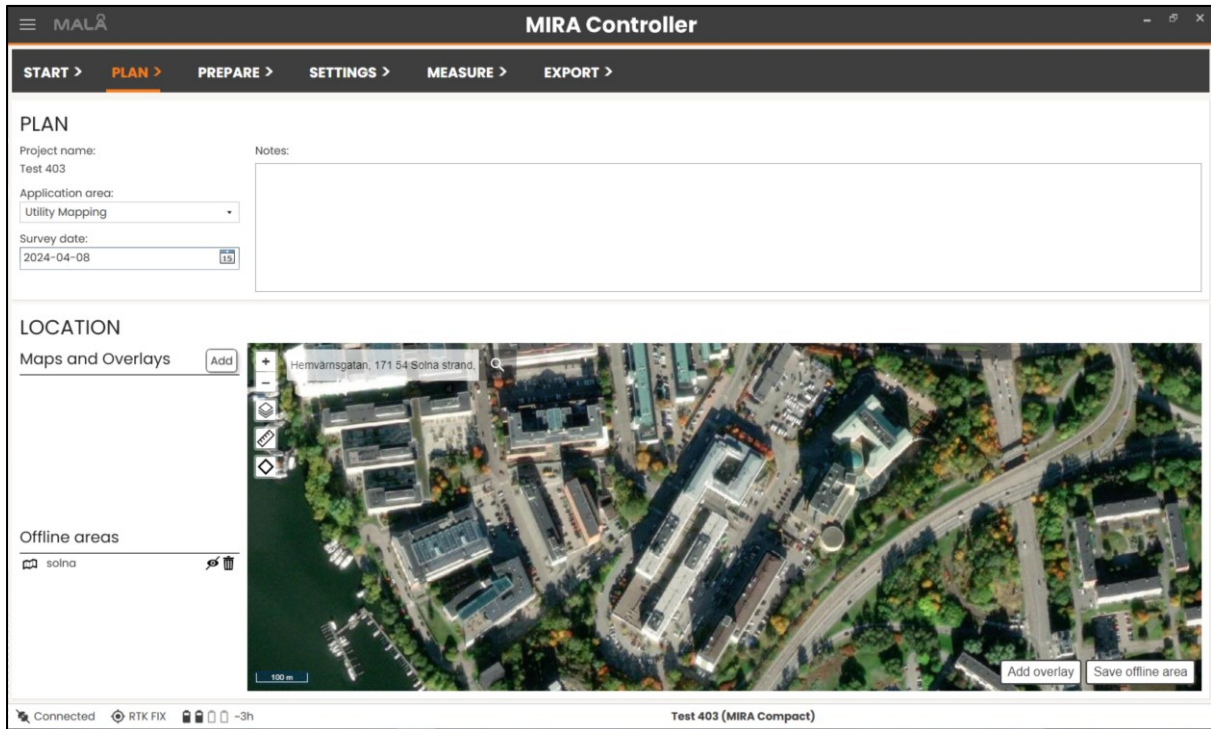 MALÅ
MIRA Controller
START > PLAN > PREPARE > SETTINGS > MEASURE > EXPORT >
PLAN
Project name:
Test 403
Application area:
Utility Mapping
Survey date:
2024-04-08
15
Notes:
LOCATION
Maps and Overlays
Add
Offline areas
solna
+
Hemvärnsgatan, 171 54 Solna strand,
−
100 m
Add overlay
Save offline area
Connected RTK FIX ~3h
Test 403 (MIRA Compact)